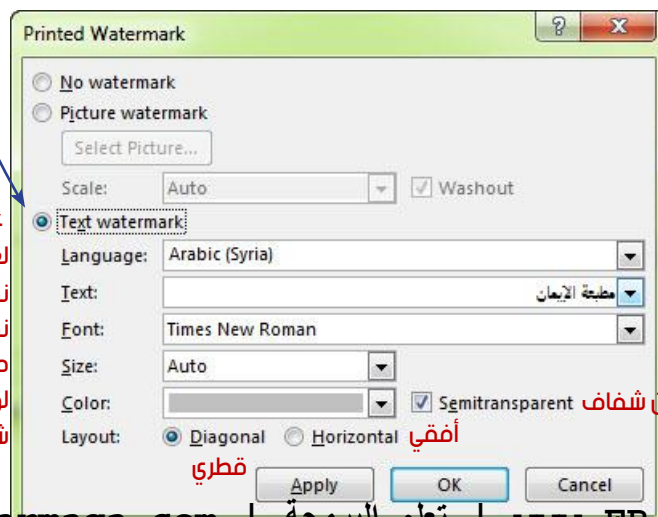 Printed Watermark
No watermark
Picture watermark
Select Picture...
Scale: Auto Washout
Text watermark
Language: Arabic (Syria)
Text: مطبعة الإيمان
Font: Times New Roman
Size: Auto
Color: Semitransparent شفاف
Layout: Diagonal Horizontal أفقي
قطري
Apply OK Cancel